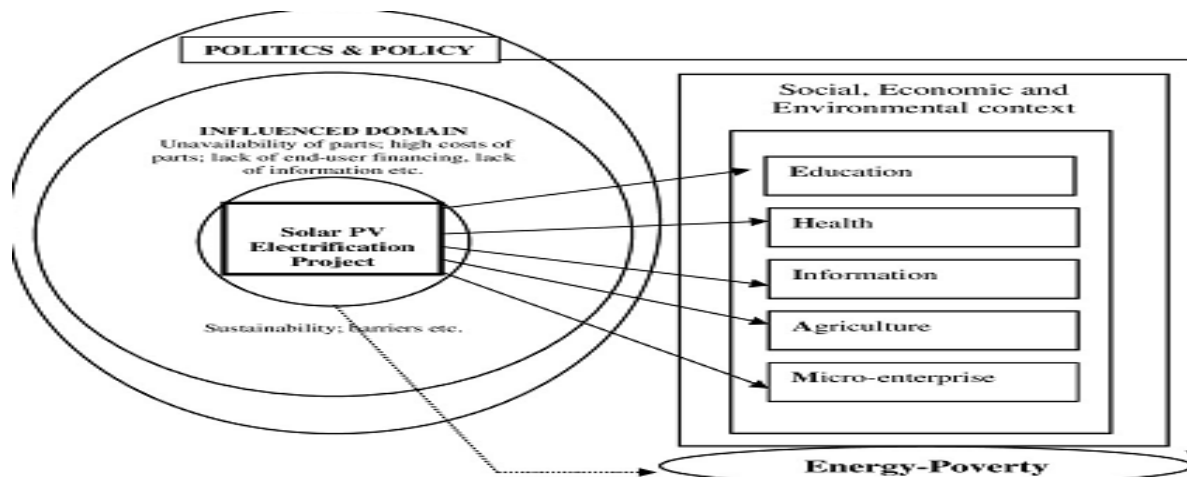 POLITICS & POLICY
INFLUENCED DOMAIN
Unavailability of parts; high costs of
parts; lack of end-user financing, lack
of information etc.
Solar PV
Electrification
Project
Sustainability; barriers etc.
Social, Economic and
Environmental context
Education
Health
Information
Agriculture
Micro-enterprise
Energy-Poverty